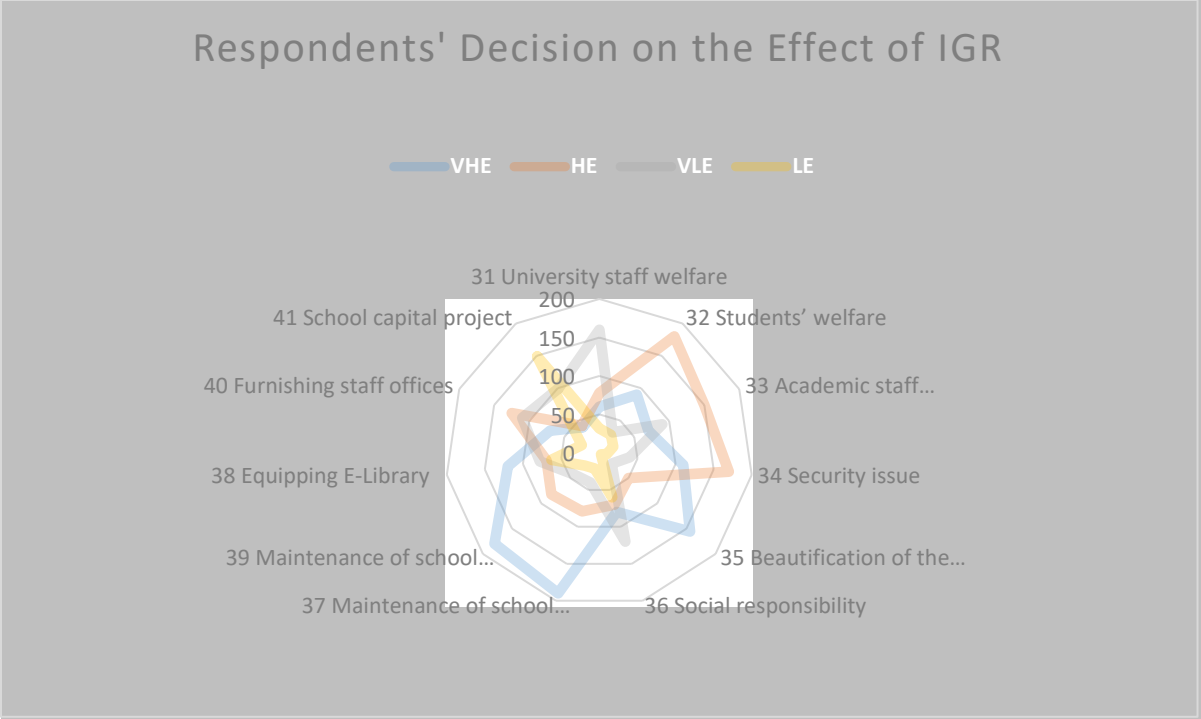 Respondents' Decision on the Effect of IGR
VHE HE VLE LE
31 University staff welfare
200
41 School capital project
32 Students’ welfare
150
100
40 Furnishing staff offices
33 Academic staff...
50
0
38 Equipping E-Library
34 Security issue
39 Maintenance of school...
35 Beautification of the...
37 Maintenance of school...
36 Social responsibility